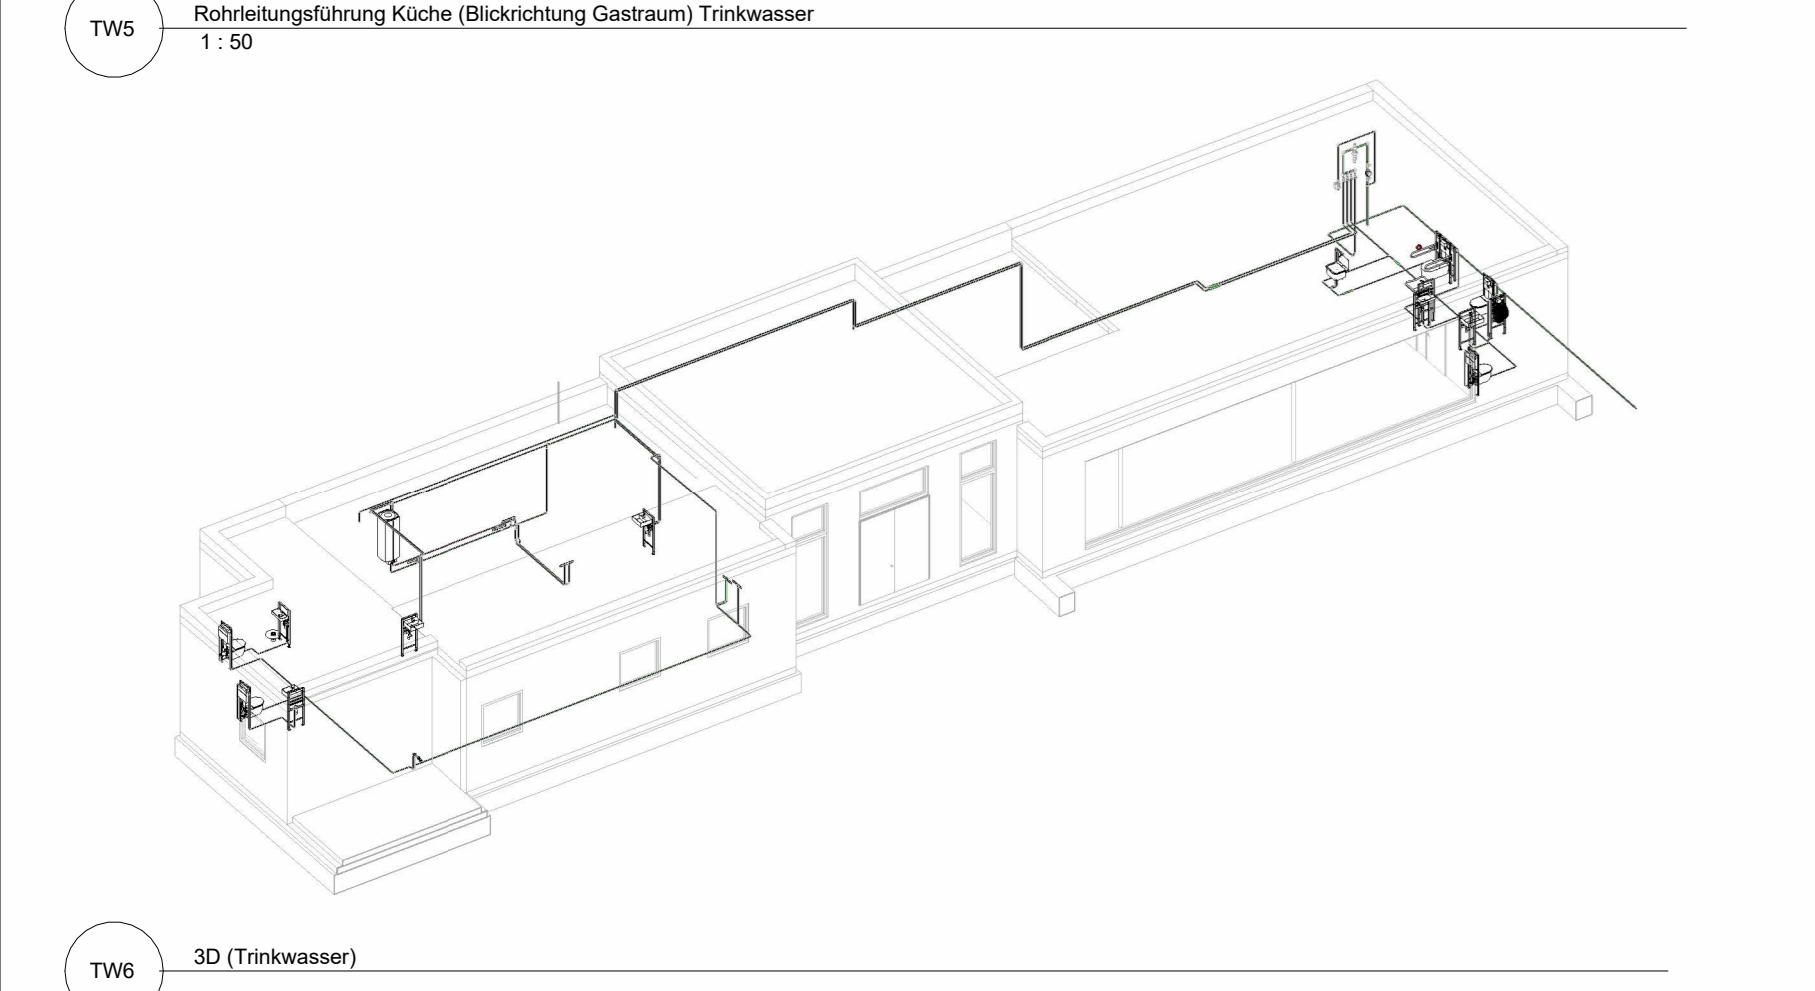 TW5
Rohrleitungsführung Küche (Blickrichtung Gastraum) Trinkwasser
1 : 50
TW6
3D (Trinkwasser)